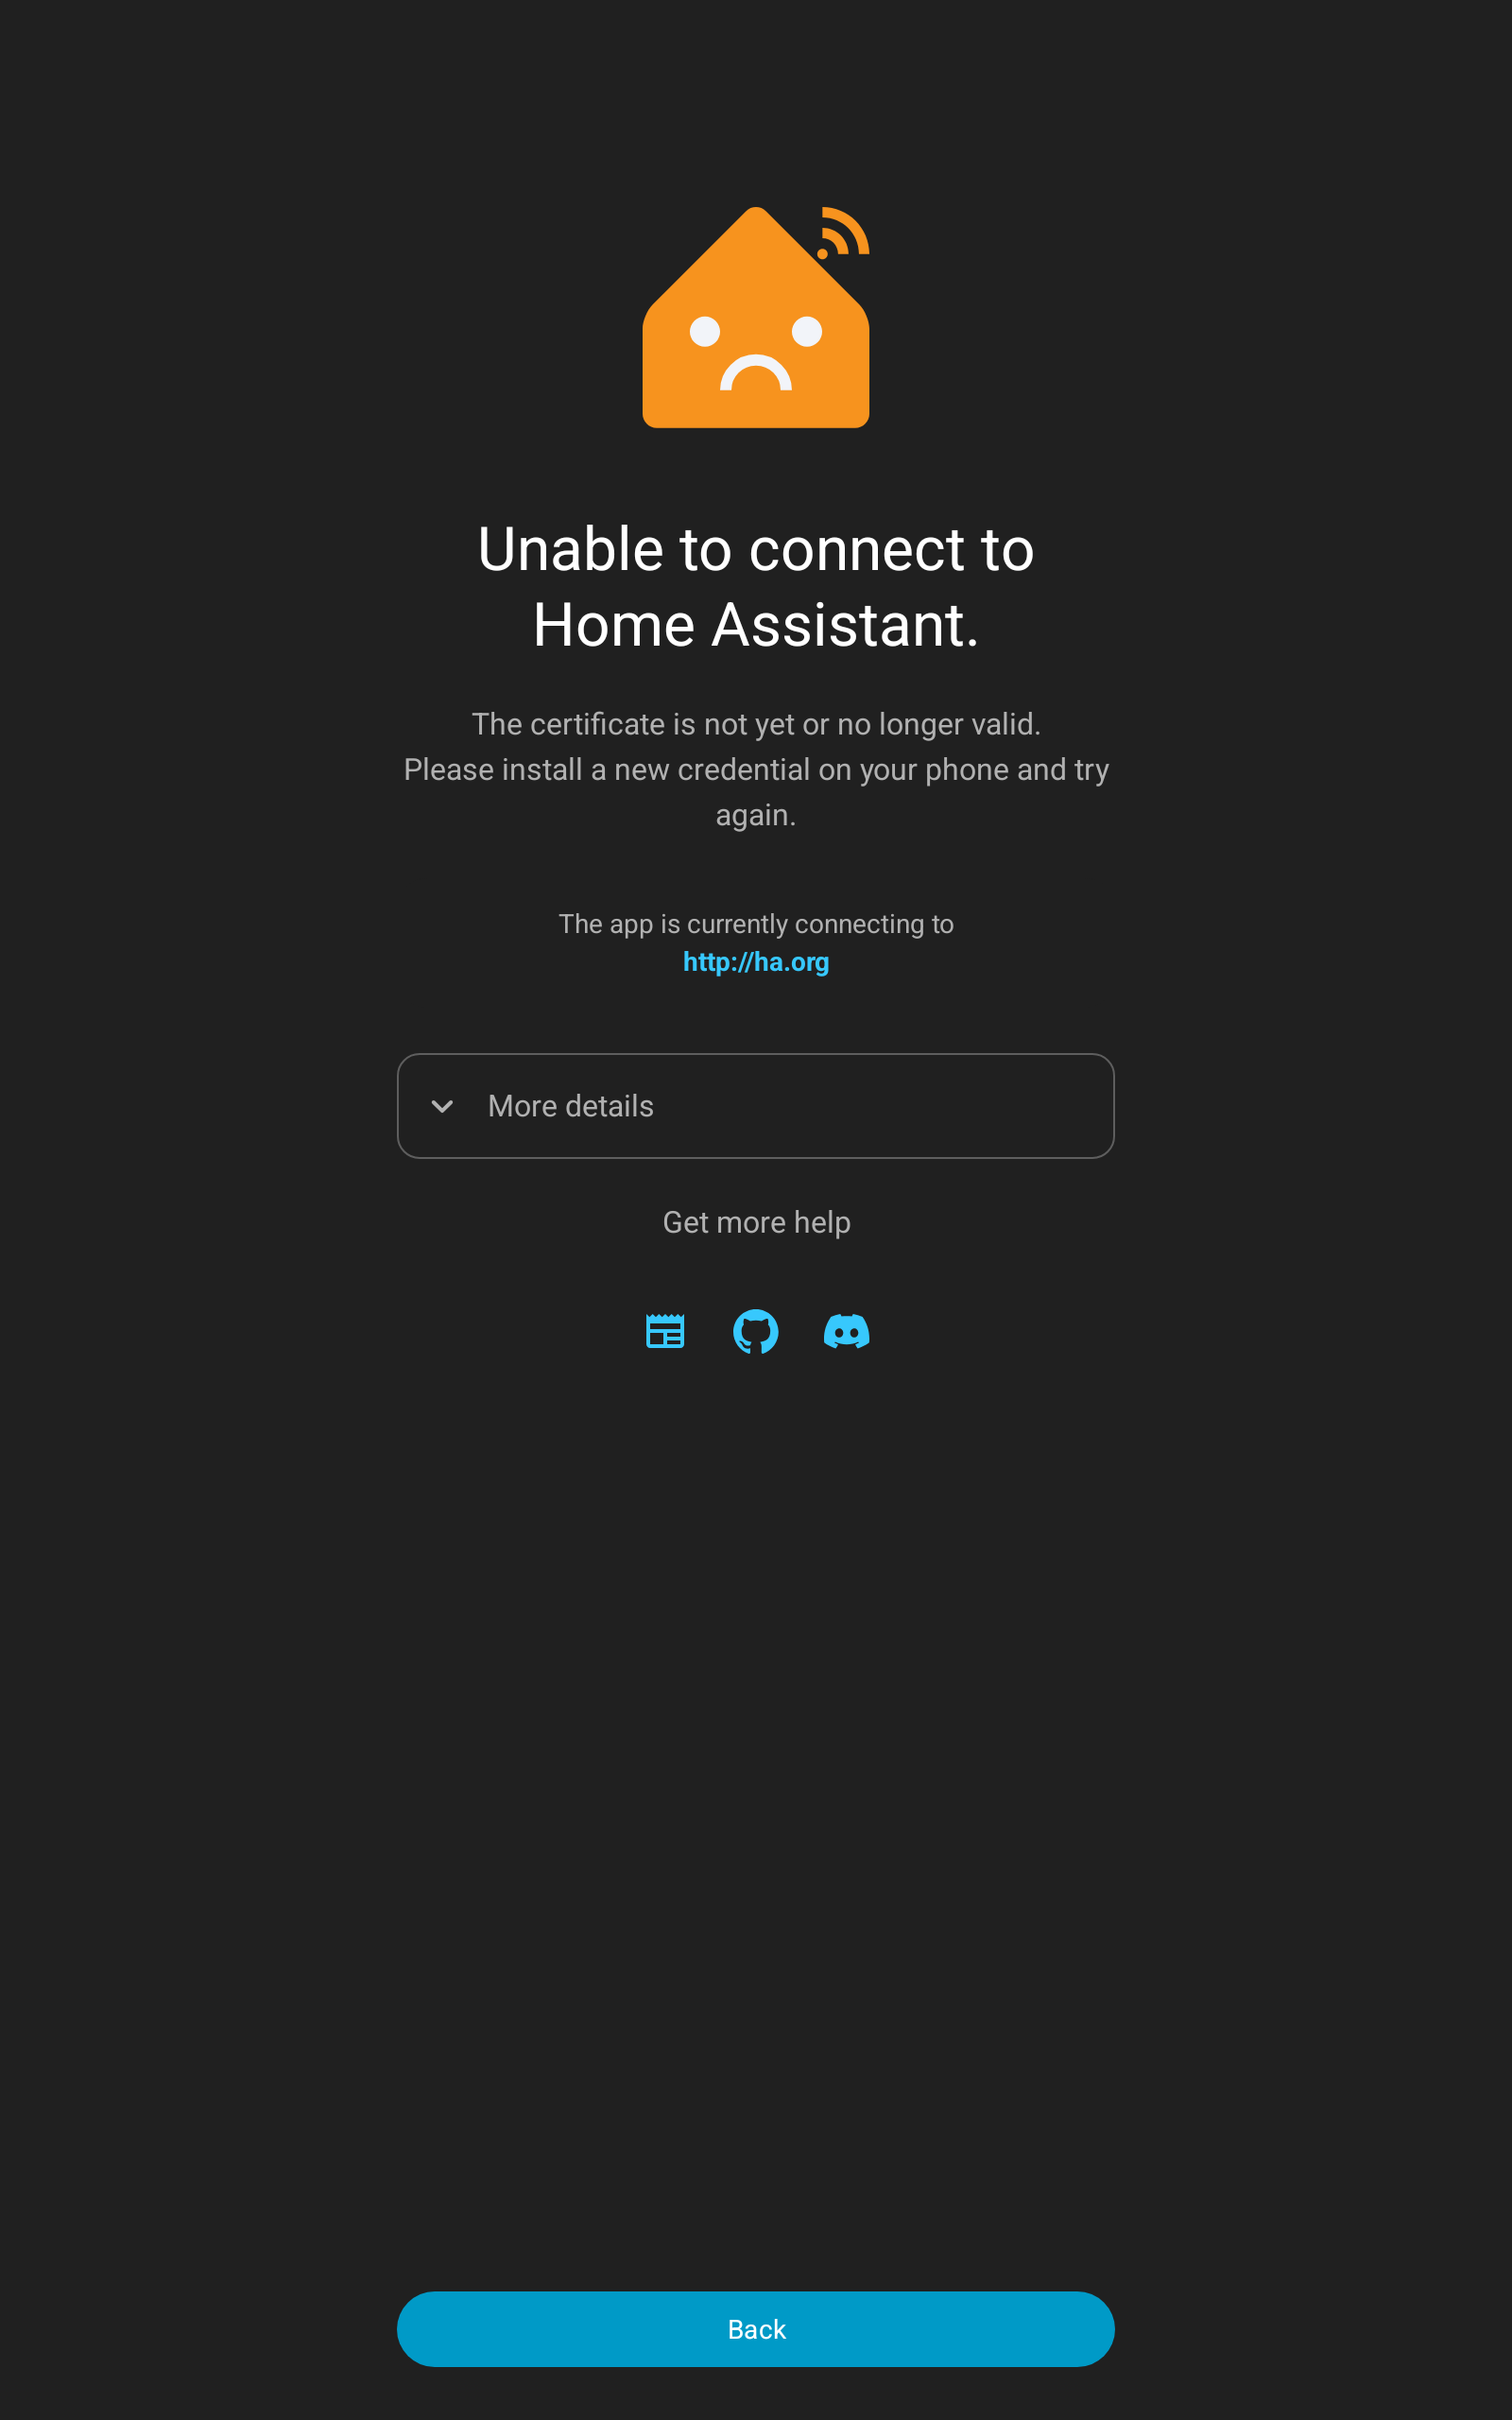 Unable to connect to
Home Assistant.
The certificate is not yet or no longer valid.
Please install a new credential on your phone and try
again.
The app is currently connecting to
http://ha.org
More details
Get more help
Back